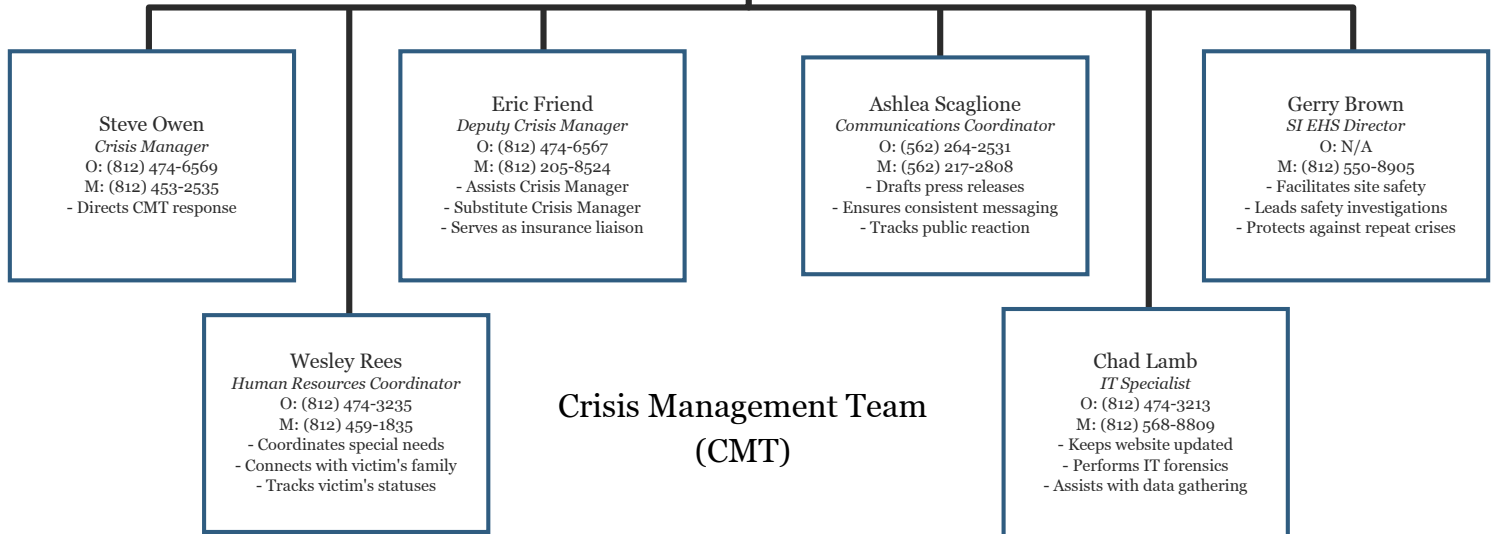 Steve Owen
Crisis Manager
O: (812) 474-6569
M: (812) 453-2535
- Directs CMT response
Eric Friend
Deputy Crisis Manager
O: (812) 474-6567
M: (812) 205-8524
- Assists Crisis Manager
- Substitute Crisis Manager
- Serves as insurance liaison
Ashlea Scaglione
Communications Coordinator
O: (562) 264-2531
M: (562) 217-2808
- Drafts press releases
- Ensures consistent messaging
- Tracks public reaction
Gerry Brown
SI EHS Director
O: N/A
M: (812) 550-8905
- Facilitates site safety
- Leads safety investigations
- Protects against repeat crises
Wesley Rees
Human Resources Coordinator
O: (812) 474-3235
M: (812) 459-1835
- Coordinates special needs
- Connects with victim's family
- Tracks victim's statuses
Crisis Management Team
(CMT)
Chad Lamb
IT Specialist
O: (812) 474-3213
M: (812) 568-8809
- Keeps website updated
- Performs IT forensics
- Assists with data gathering